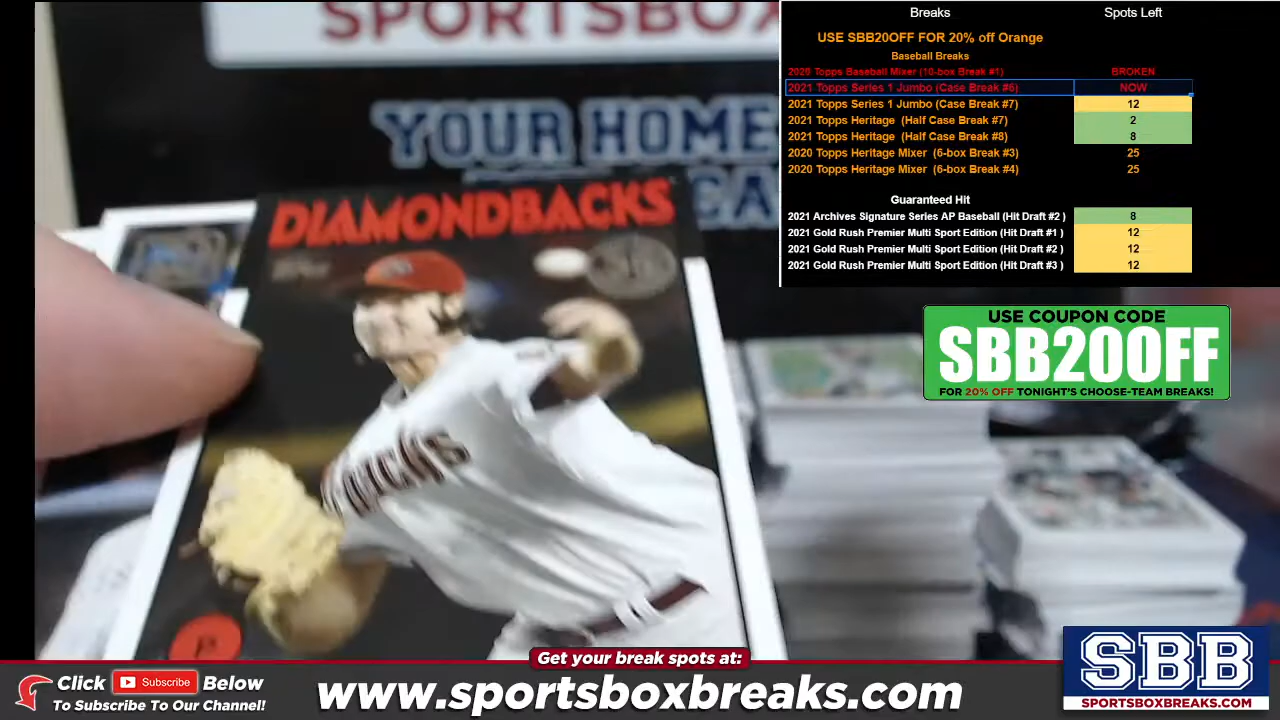 SPORTSBOX
YOUR HOME
DIAMONDBACKS
P
Breaks Spots Left
USE SBB20OFF FOR 20% off Orange
Baseball Breaks
2020 Topps Baseball Mixer (10-box Break #1) BROKEN
2021 Topps Series 1 Jumbo (Case Break #6) NOW
2021 Topps Series 1 Jumbo (Case Break #7) 12
2021 Topps Heritage (Half Case Break #7) 2
2021 Topps Heritage (Half Case Break #8) 8
2020 Topps Heritage Mixer (6-box Break #3) 25
2020 Topps Heritage Mixer (6-box Break #4) 25
Guaranteed Hit
2021 Archives Signature Series AP Baseball (Hit Draft #2 ) 8
2021 Gold Rush Premier Multi Sport Edition (Hit Draft #1 ) 12
2021 Gold Rush Premier Multi Sport Edition (Hit Draft #2 ) 12
2021 Gold Rush Premier Multi Sport Edition (Hit Draft #3 ) 12
USE COUPON CODE
SBB20OFF
FOR 20% OFF TONIGHT'S CHOOSE-TEAM BREAKS!
Get your break spots at:
Click Subscribe Below
To Subscribe To Our Channel!
www.sportsboxbreaks.com
SBB
SPORTSBOXBREAKS.COM